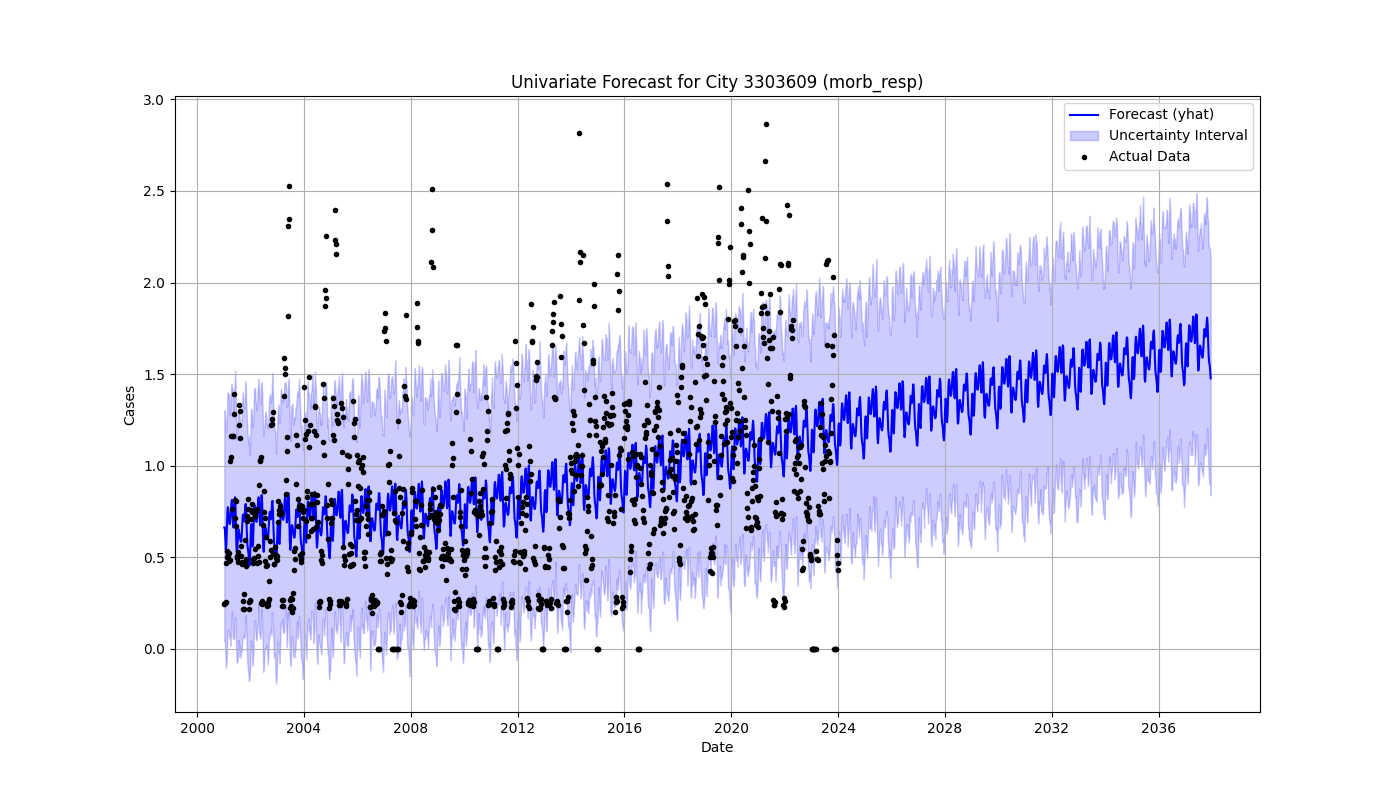 Univariate Forecast for City 3303609 (morb_resp)
Forecast (yhat)
Uncertainty Interval
Actual Data
Cases
3.0
2.5
2.0
1.5
1.0
0.5
0.0
2000 2004 2008 2012 2016 2020 2024 2028 2032 2036
Date